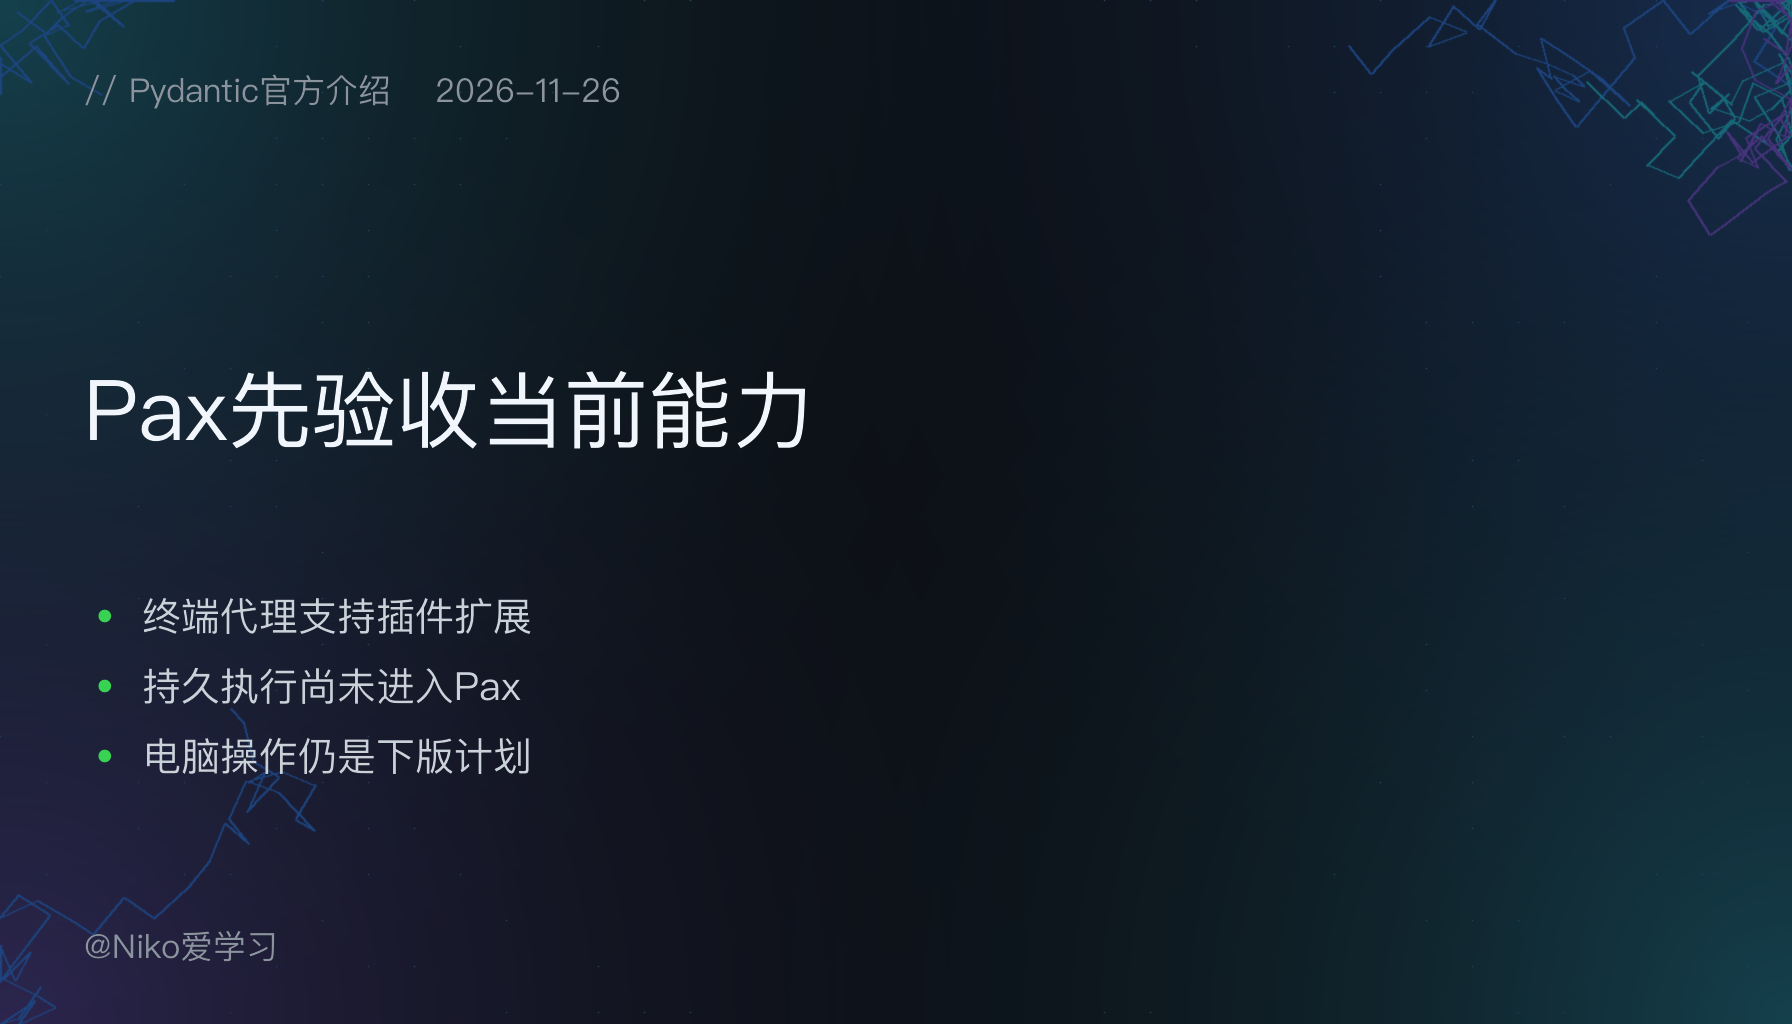 // Pydantic官方介绍 2026-11-26
Pax先验收当前能力
• 终端代理支持插件扩展
• 持久执行尚未进入Pax
• 电脑操作仍是下版计划
@Niko爱学习